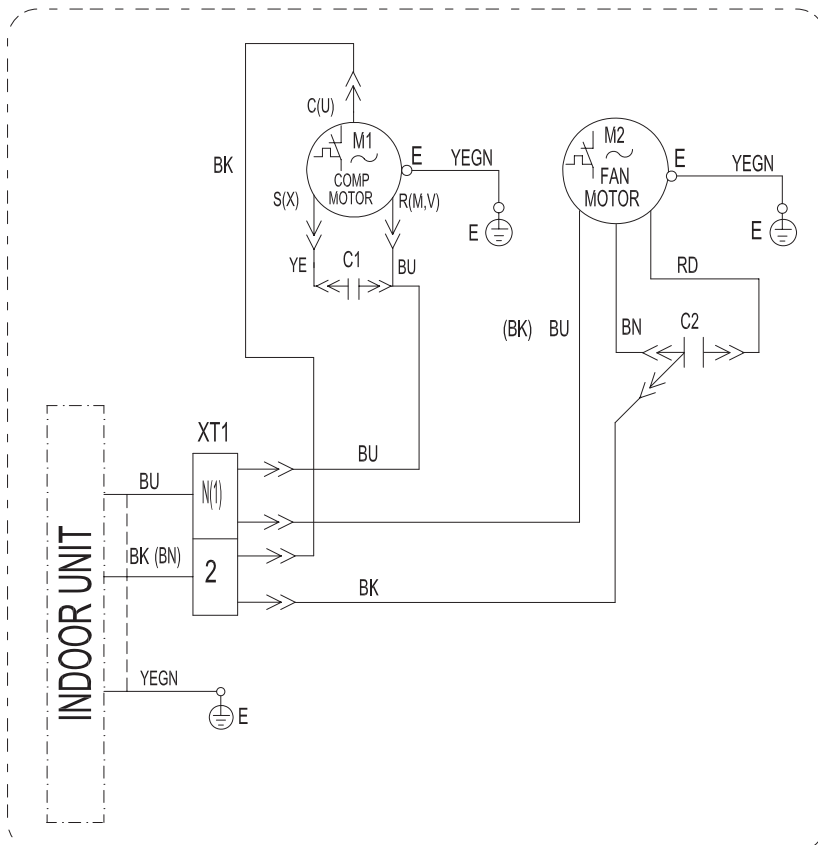 C(U)
M1
COMP
MOTOR
E
YEGN
BK
S(X)
R(M,V)
E
YE
C1
BU
M2
FAN
MOTOR
E
YEGN
E
RD
(BK) BU
BN
C2
XT1
BU
BU
N(1)
BK (BN)
2
BK
INDOOR UNIT
YEGN
E